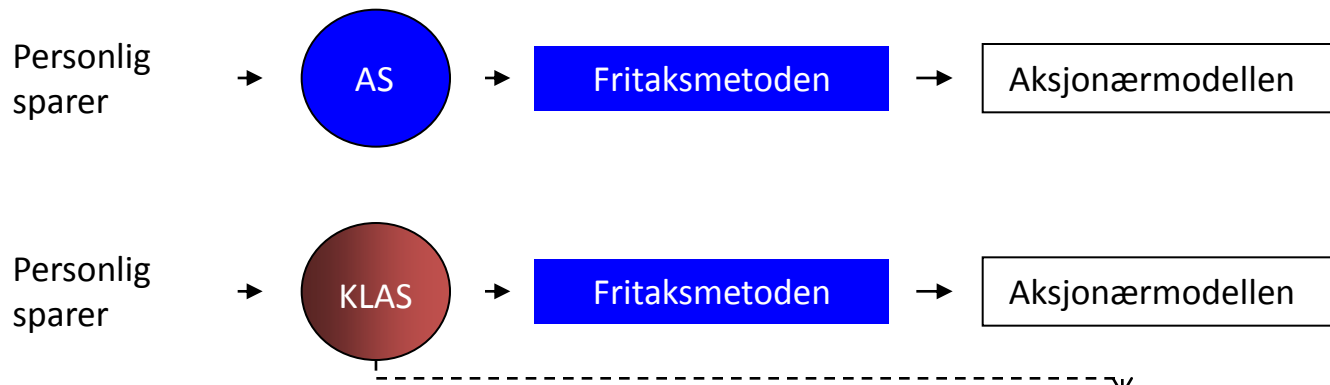 Personlig
sparer
AS
Fritaksmetoden
Aksjonærmodellen
Personlig
sparer
KLAS
Fritaksmetoden
Aksjonærmodellen